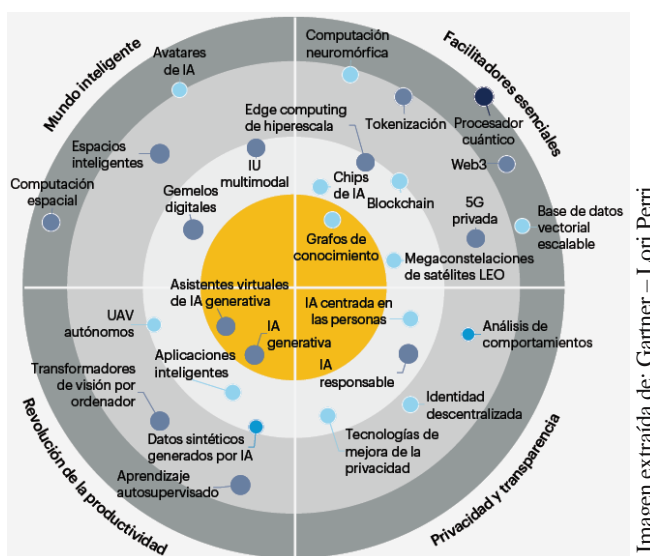 Mundo inteligente
Avatares
de IA
Espacios
inteligentes
Computación
espacial
Gemelos
digitales
IU
multimodal
Facilitadores esenciales
Computación
neuromórfica
Tokenización
Procesador
cuántico
Edge computing
de hiperescala
Web3
Chips
de IA
Blockchain
5G
privada
Base de datos
vectorial
escalable
Grafos de
conocimiento
Megaconstelaciones
de satélites LEO
Asistentes virtuales
de IA generativa
IA
generativa
UAV
autónomos
Aplicaciones
inteligentes
Transformadores
de visión por
ordenador
Datos sintéticos
generados por IA
Aprendizaje
autosupervisado
Revolución de la productividad
IA centrada en
las personas
Análisis de
comportamientos
IA
responsable
Identidad
descentralizada
Tecnologías de
mejora de la
privacidad
Privacidad y transparencia
Imagen extraída de: Gartner – Lori Perri